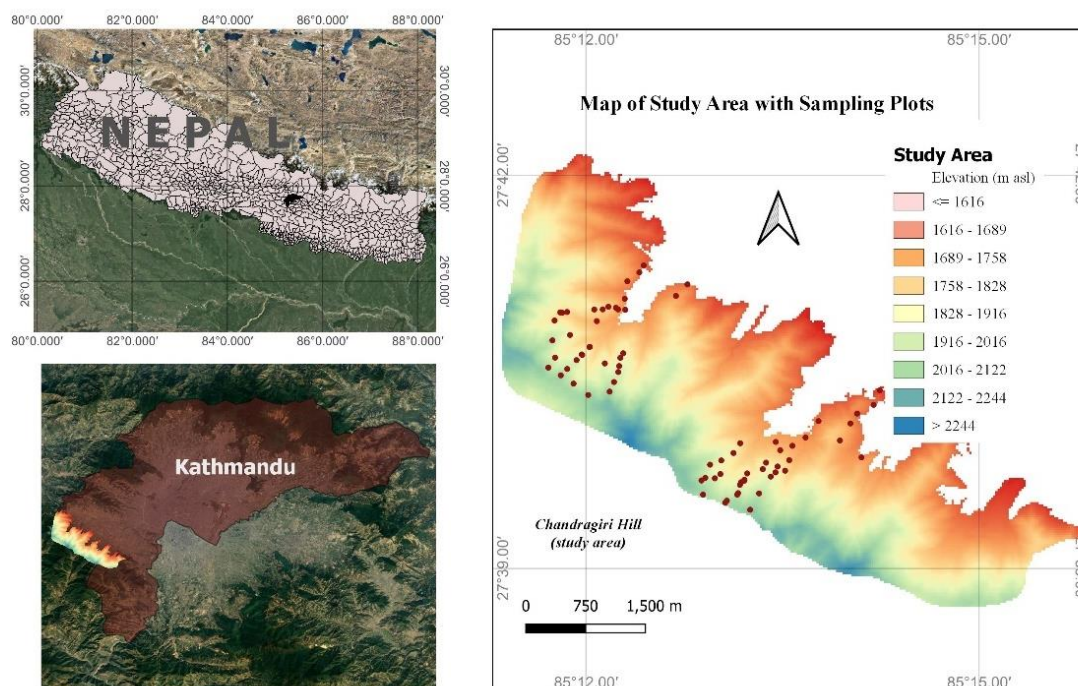 80°0.000' 82°0.000' 84°0.000' 86°0.000' 88°0.000'
30°0.000' 30°0.000'
NEPAL
28°0.000' 28°0.000'
26°0.000' 26°0.000'
80°0.000' 82°0.000' 84°0.000' 86°0.000' 88°0.000'
Kathmandu
85°12.00' 85°15.00'
Map of Study Area with Sampling Plots
27°42.00'
Study Area
Elevation (m asl)
<= 1616
1616 - 1689
1689 - 1758
1758 - 1828
1828 - 1916
1916 - 2016
2016 - 2122
2122 - 2244
> 2244
Chandragiri Hill
(study area)
27°39.00'
0 750 1,500 m
85°12.00' 85°15.00'